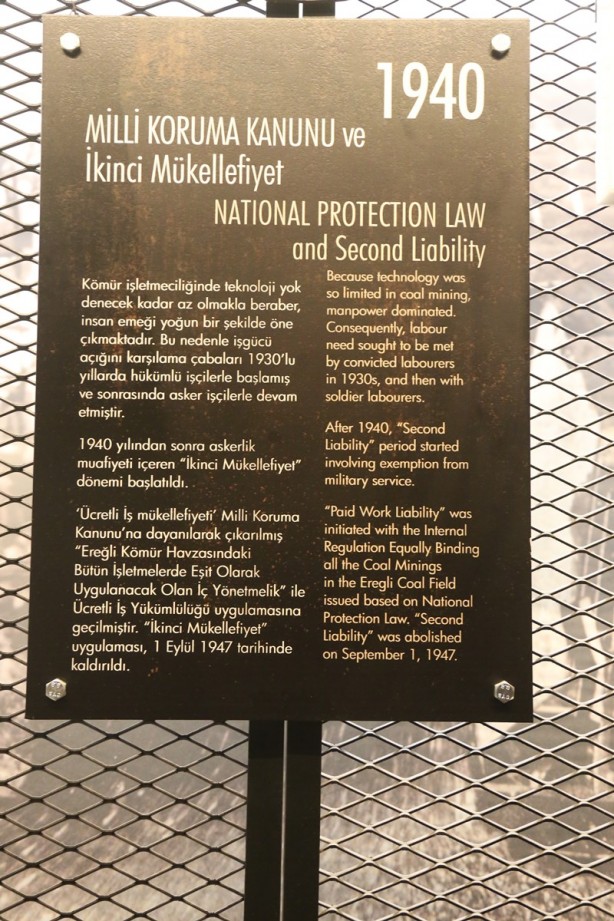 1940
MİLLİ KORUMA KANUNU ve
İkinci Mükellefiyet
NATIONAL PROTECTION LAW
and Second Liability
Kömür işletmeciliğinde teknoloji yok
denecek kadar az olmakla beraber,
insan emeği yoğun bir şekilde öne
çıkmaktadır. Bu nedenle işgücü
açığını karşılama çabaları 1930'lu
yıllarda hükümlü işçilerle başlamış
ve sonrasında asker işçilerle devam
etmiştir.
1940 yılından sonra askerlik
muafiyeti içeren "İkinci Mükellefiyet"
dönemi başlatıldı.
'Ücretli İş mükellefiyeti' Milli Koruma
Kanunu'na dayanılarak çıkarılmış
"Ereğli Kömür Havzasındaki
Bütün İşletmelerde Eşit Olarak
Uygulanacak Olan İç Yönetmelik" ile
Ücretli İş Yükümlülüğü uygulamasına
geçilmiştir. "İkinci Mükellefiyet"
uygulaması, 1 Eylül 1947 tarihinde
kaldırıldı.
Because technology was
so limited in coal mining,
manpower dominated.
Consequently, labour
need sought to be met
by convicted labourers
in 1930s, and then with
soldier labourers.
After 1940, "Second
Liability" period started
involving exemption from
military service.
"Paid Work Liability" was
initiated with the Internal
Regulation Equally Binding
all the Coal Minings
in the Eregli Coal Field
issued based on National
Protection Law. "Second
Liability" was abolished
on September 1, 1947.